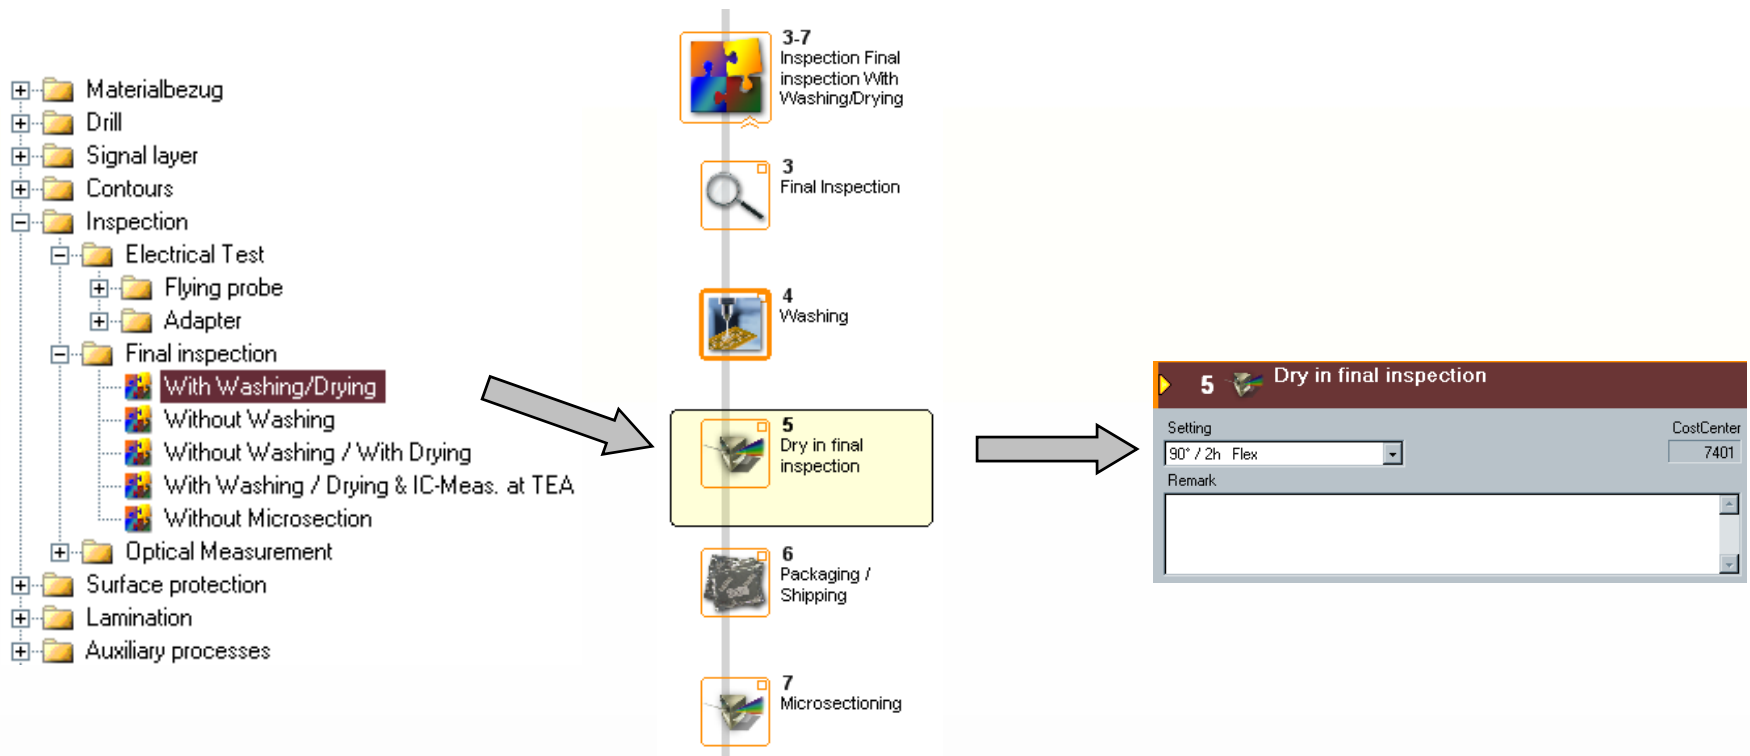 Materialbezug
Drill
Signal layer
Contours
Inspection
Electrical Test
Flying probe
Adapter
Final inspection
With Washing/Drying
Without Washing
Without Washing / With Drying
With Washing / Drying & IC-Meas. at TEA
Without Microsection
Optical Measurement
Surface protection
Lamination
Auxiliary processes
3-7
Inspection Final
inspection With
Washing/Drying
3
Final Inspection
4
Washing
5
Dry in final
inspection
6
Packaging /
Shipping
7
Microsectioning
5 Dry in final inspection
Setting CostCenter
90° / 2h Flex 7401
Remark